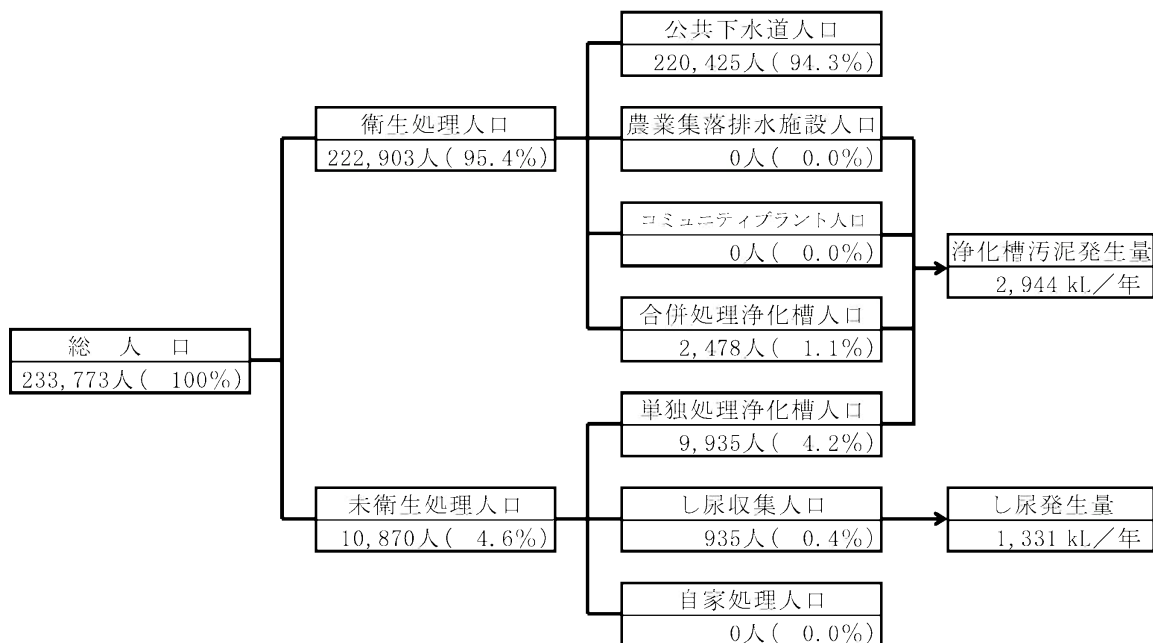 公共下水道人口
220,425人( 94.3%)
衛生処理人口
222,903人( 95.4%)
農業集落排水施設人口
0人( 0.0%)
コミュニティプラント人口
0人( 0.0%)
浄化槽汚泥発生量
2,944 kL／年
合併処理浄化槽人口
2,478人( 1.1%)
総 人 口
233,773人( 100%)
単独処理浄化槽人口
9,935人( 4.2%)
未衛生処理人口
10,870人( 4.6%)
し尿収集人口
935人( 0.4%)
し尿発生量
1,331 kL／年
自家処理人口
0人( 0.0%)